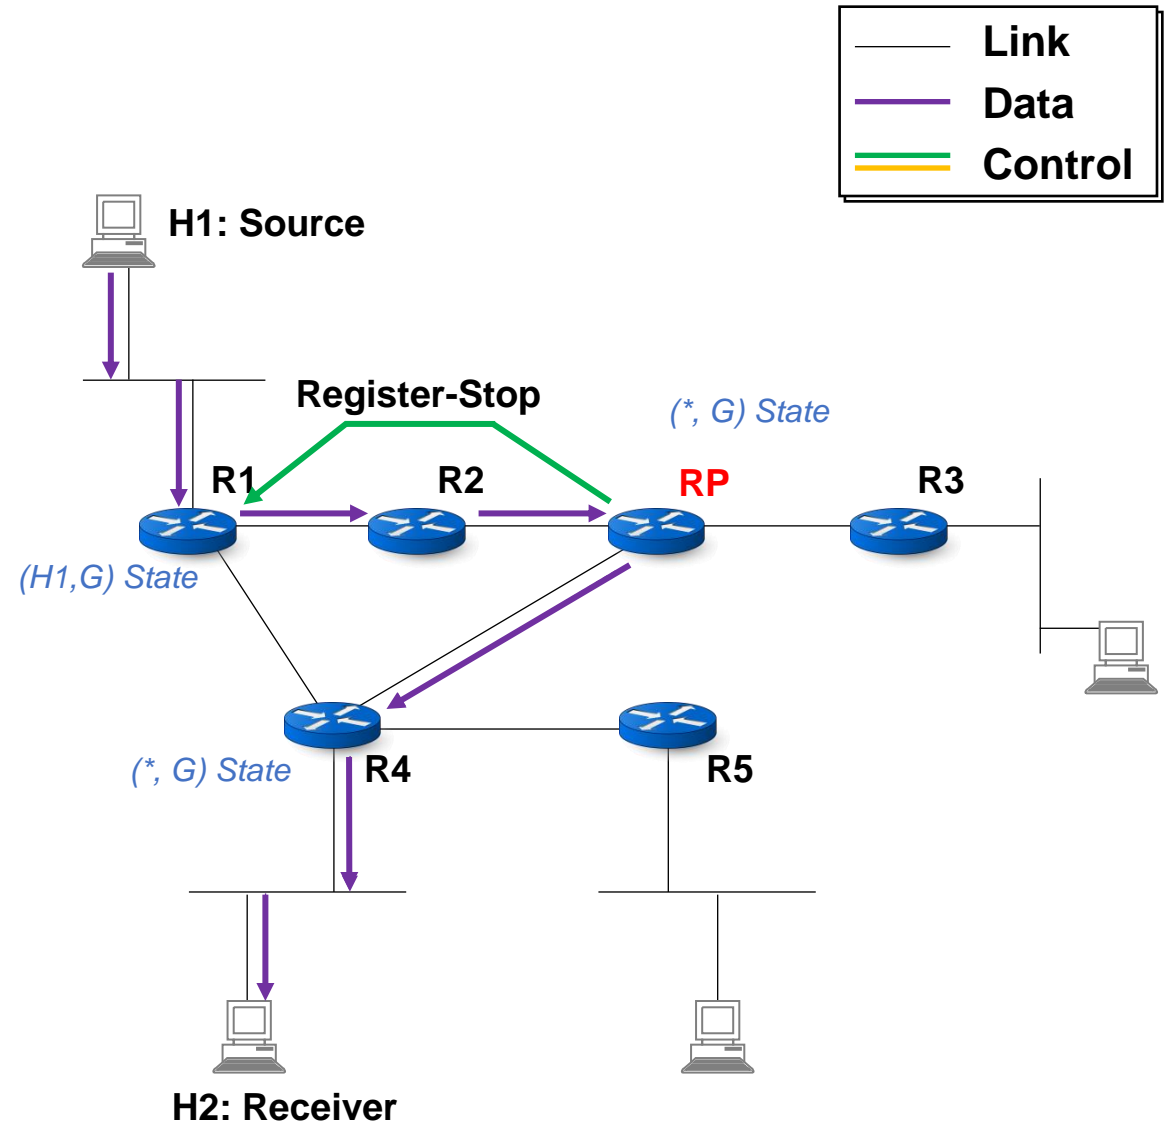 Link
Data
Control
H1: Source
Register-Stop
(*, G) State
R1
R2
RP
R3
(H1,G) State
(*, G) State
R4
R5
H2: Receiver